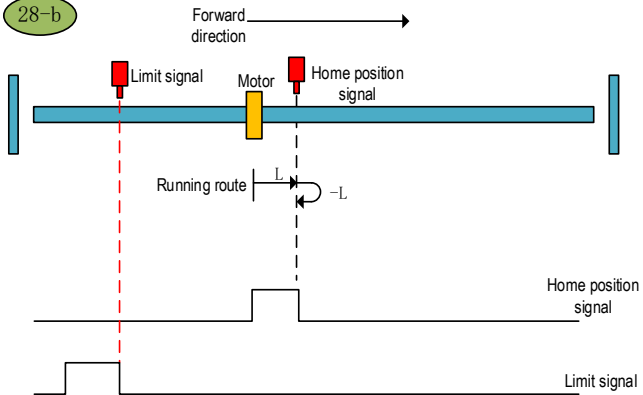 28-b
Forward
direction
Limit signal
Motor
Home position
signal
Running route
L
-L
Home position
signal
Limit signal